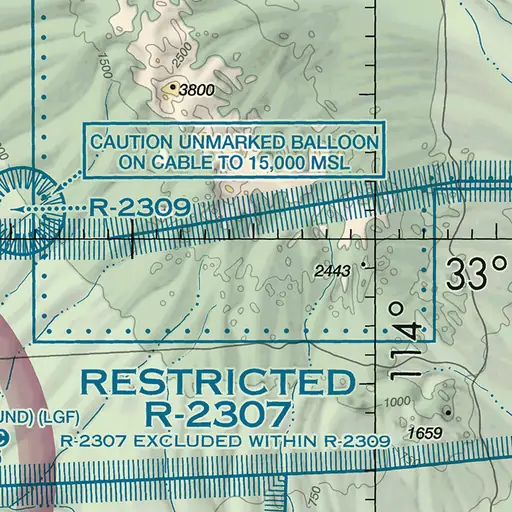 1500
2500
3800
CAUTION UNMARKED BALLOON
ON CABLE TO 15,000 MSL
R-2309
2443
33°
114°
RESTRICTED
R-2307
1000
UND) (LGF)
C
R-2307 EXCLUDED WITHIN R-2309
1659
750